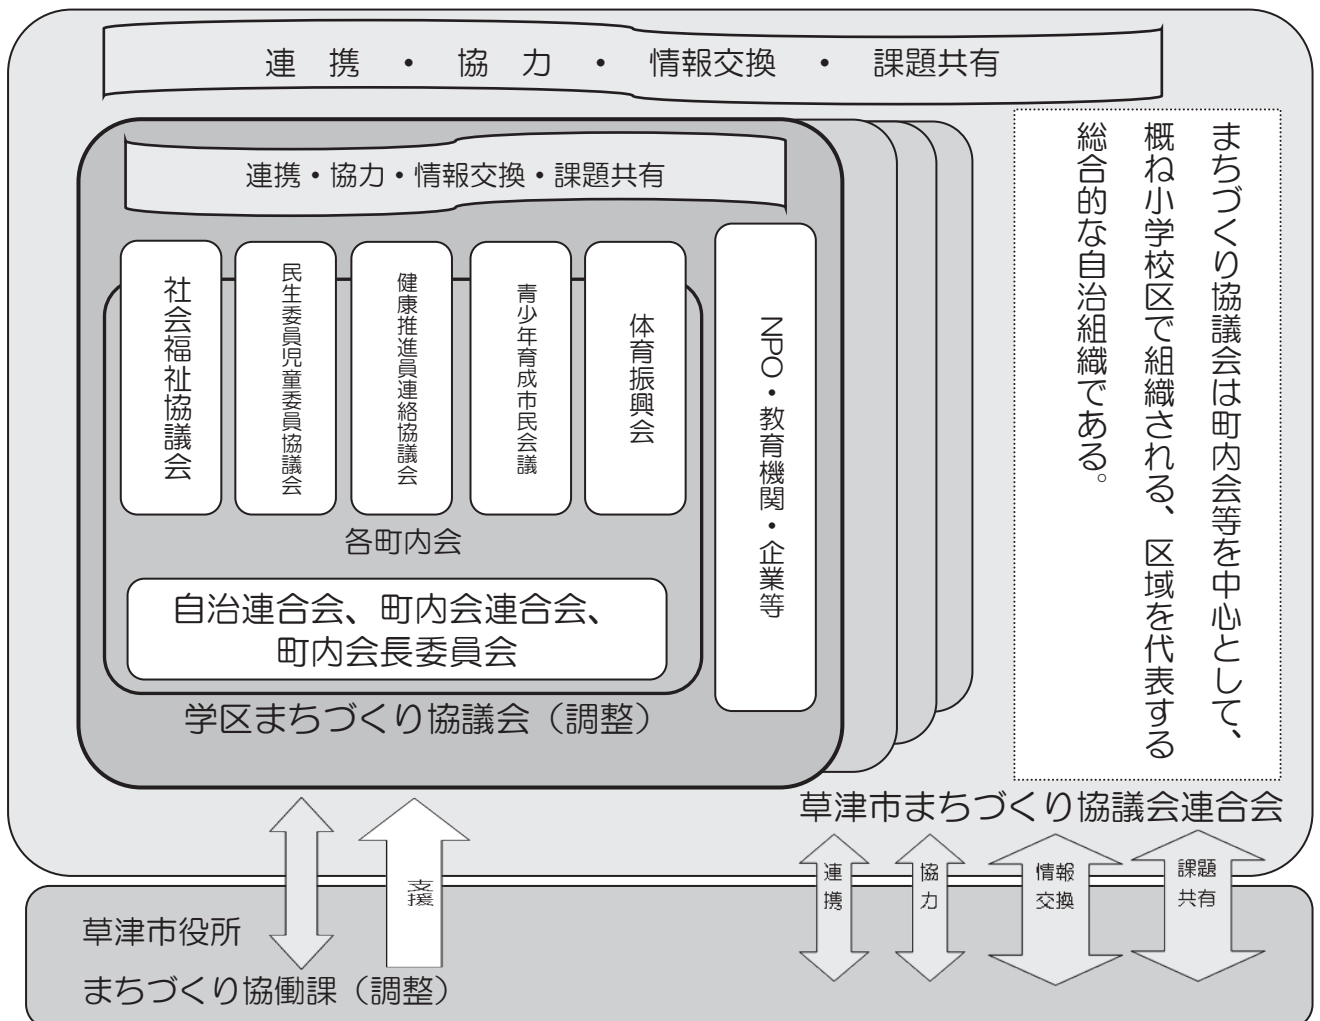 連携・協力・情報交換・課題共有
連携・協力・情報交換・課題共有
社会福祉協議会
民生委員児童委員協議会
健康推進員連絡協議会
青少年育成市民会議
体育振興会
NPO・教育機関・企業等
各町内会
自治連合会、町内会連合会、
町内会長委員会
学区まちづくり協議会（調整）
まちづくり協議会は町内会等を中心として、
概ね小学校区で組織される、区域を代表する
総合的な自治組織である。
草津市まちづくり協議会連合会
支援
連携
協力
情報
交換
課題
共有
草津市役所
まちづくり協働課（調整）